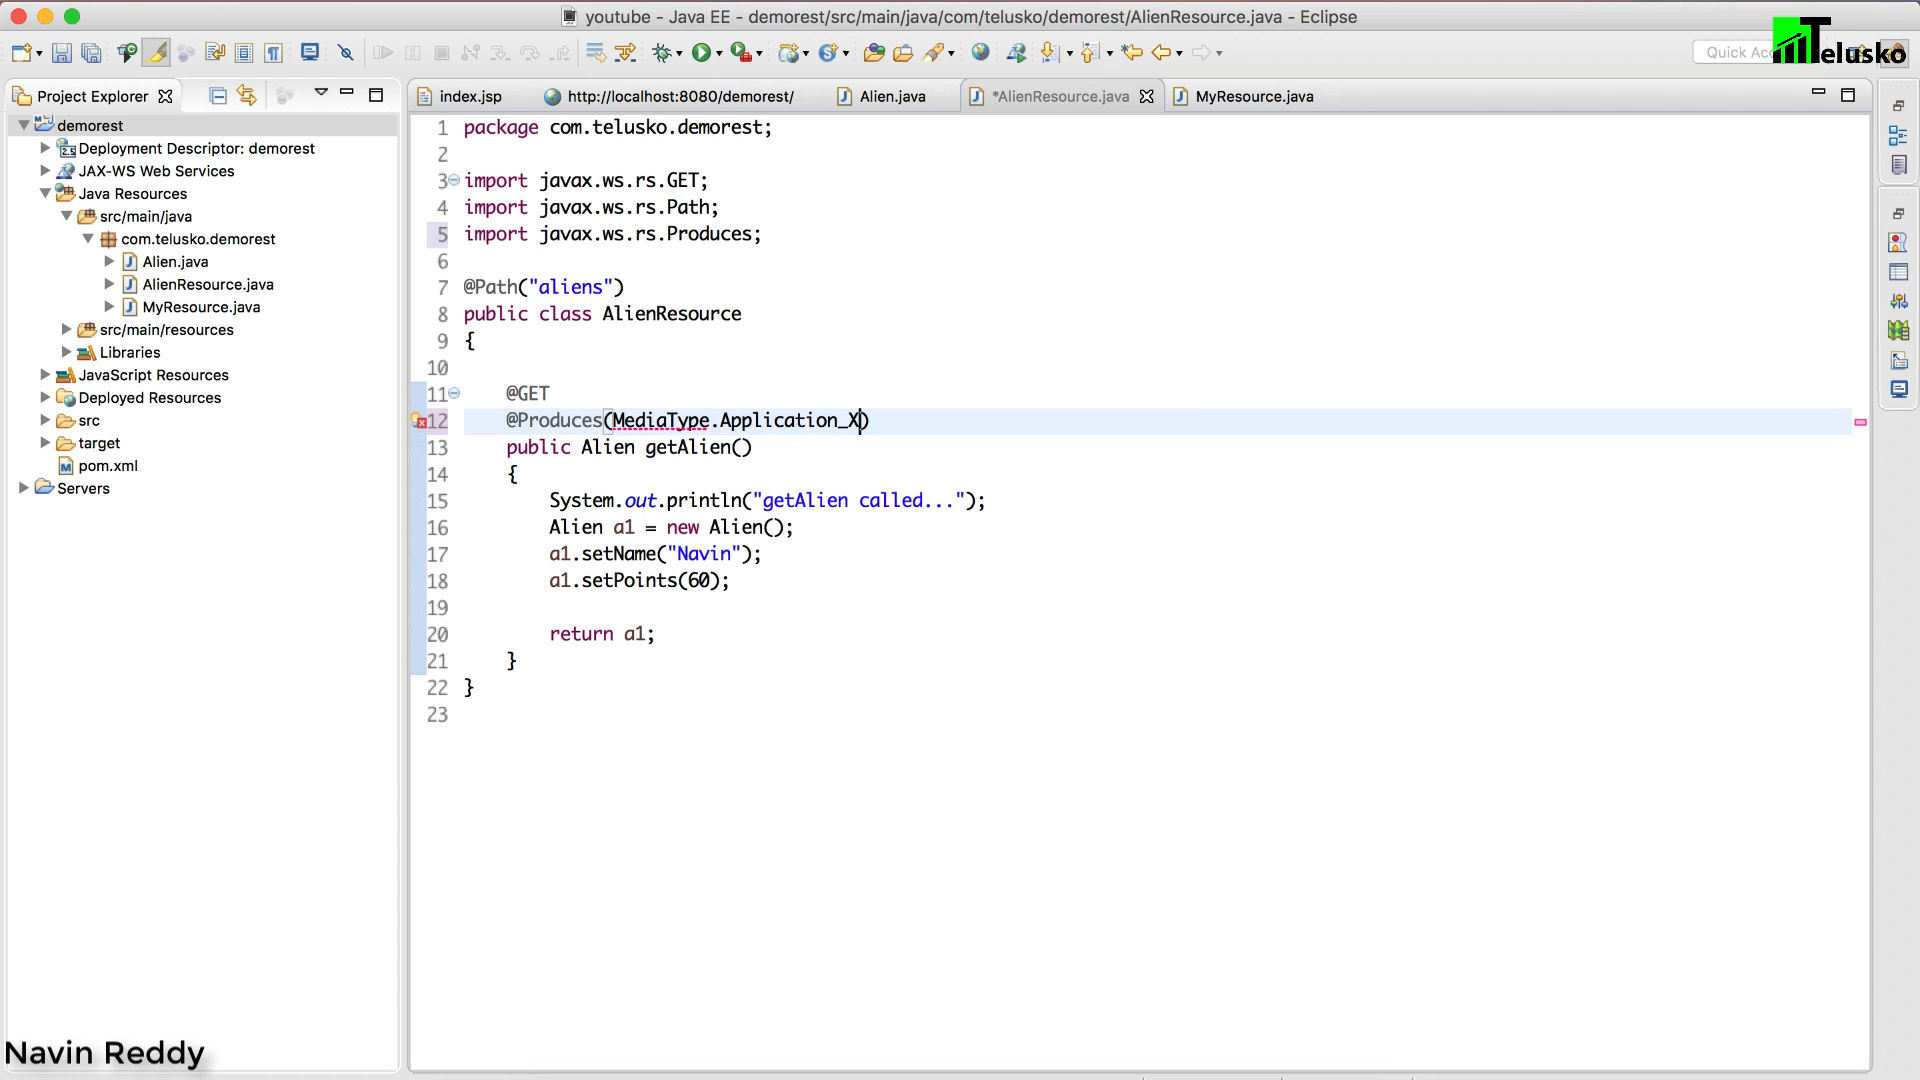 youtube - Java EE - demorest/src/main/java/com/telusko/demorest/AlienResource.java - Eclipse
Quick Acc
Telusko
Project Explorer
index.jsp
http://localhost:8080/demorest/
Alien.java
*AlienResource.java
MyResource.java
demorest
Deployment Descriptor: demorest
JAX-WS Web Services
Java Resources
src/main/java
com.telusko.demorest
Alien.java
AlienResource.java
MyResource.java
src/main/resources
Libraries
JavaScript Resources
Deployed Resources
src
target
pom.xml
Servers
1 package com.telusko.demorest;
2
3 import javax.ws.rs.GET;
4 import javax.ws.rs.Path;
5 import javax.ws.rs.Produces;
6
7 @Path("aliens")
8 public class AlienResource
9 {
10
11 @GET
12 @Produces(MediaType.Application_X)
13 public Alien getAlien()
14 {
15 System.out.println("getAlien called...");
16 Alien a1 = new Alien();
17 a1.setName("Navin");
18 a1.setPoints(60);
19
20 return a1;
21 }
22 }
23
Navin Reddy